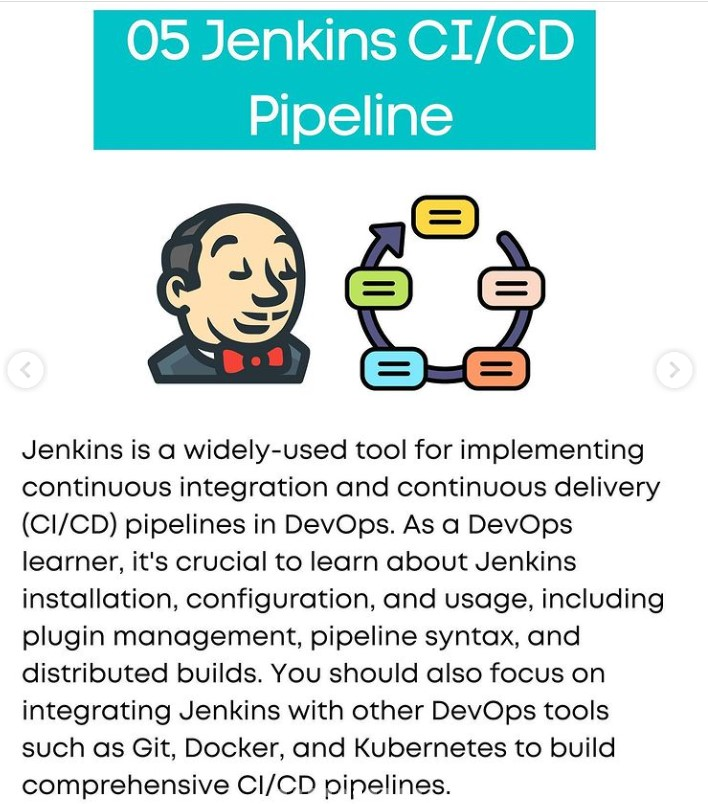 05 Jenkins CI/CD
Pipeline
Jenkins is a widely-used tool for implementing
continuous integration and continuous delivery
(CI/CD) pipelines in DevOps. As a DevOps
learner, it's crucial to learn about Jenkins
installation, configuration, and usage, including
plugin management, pipeline syntax, and
distributed builds. You should also focus on
integrating Jenkins with other DevOps tools
such as Git, Docker, and Kubernetes to build
comprehensive CI/CD pipelines.